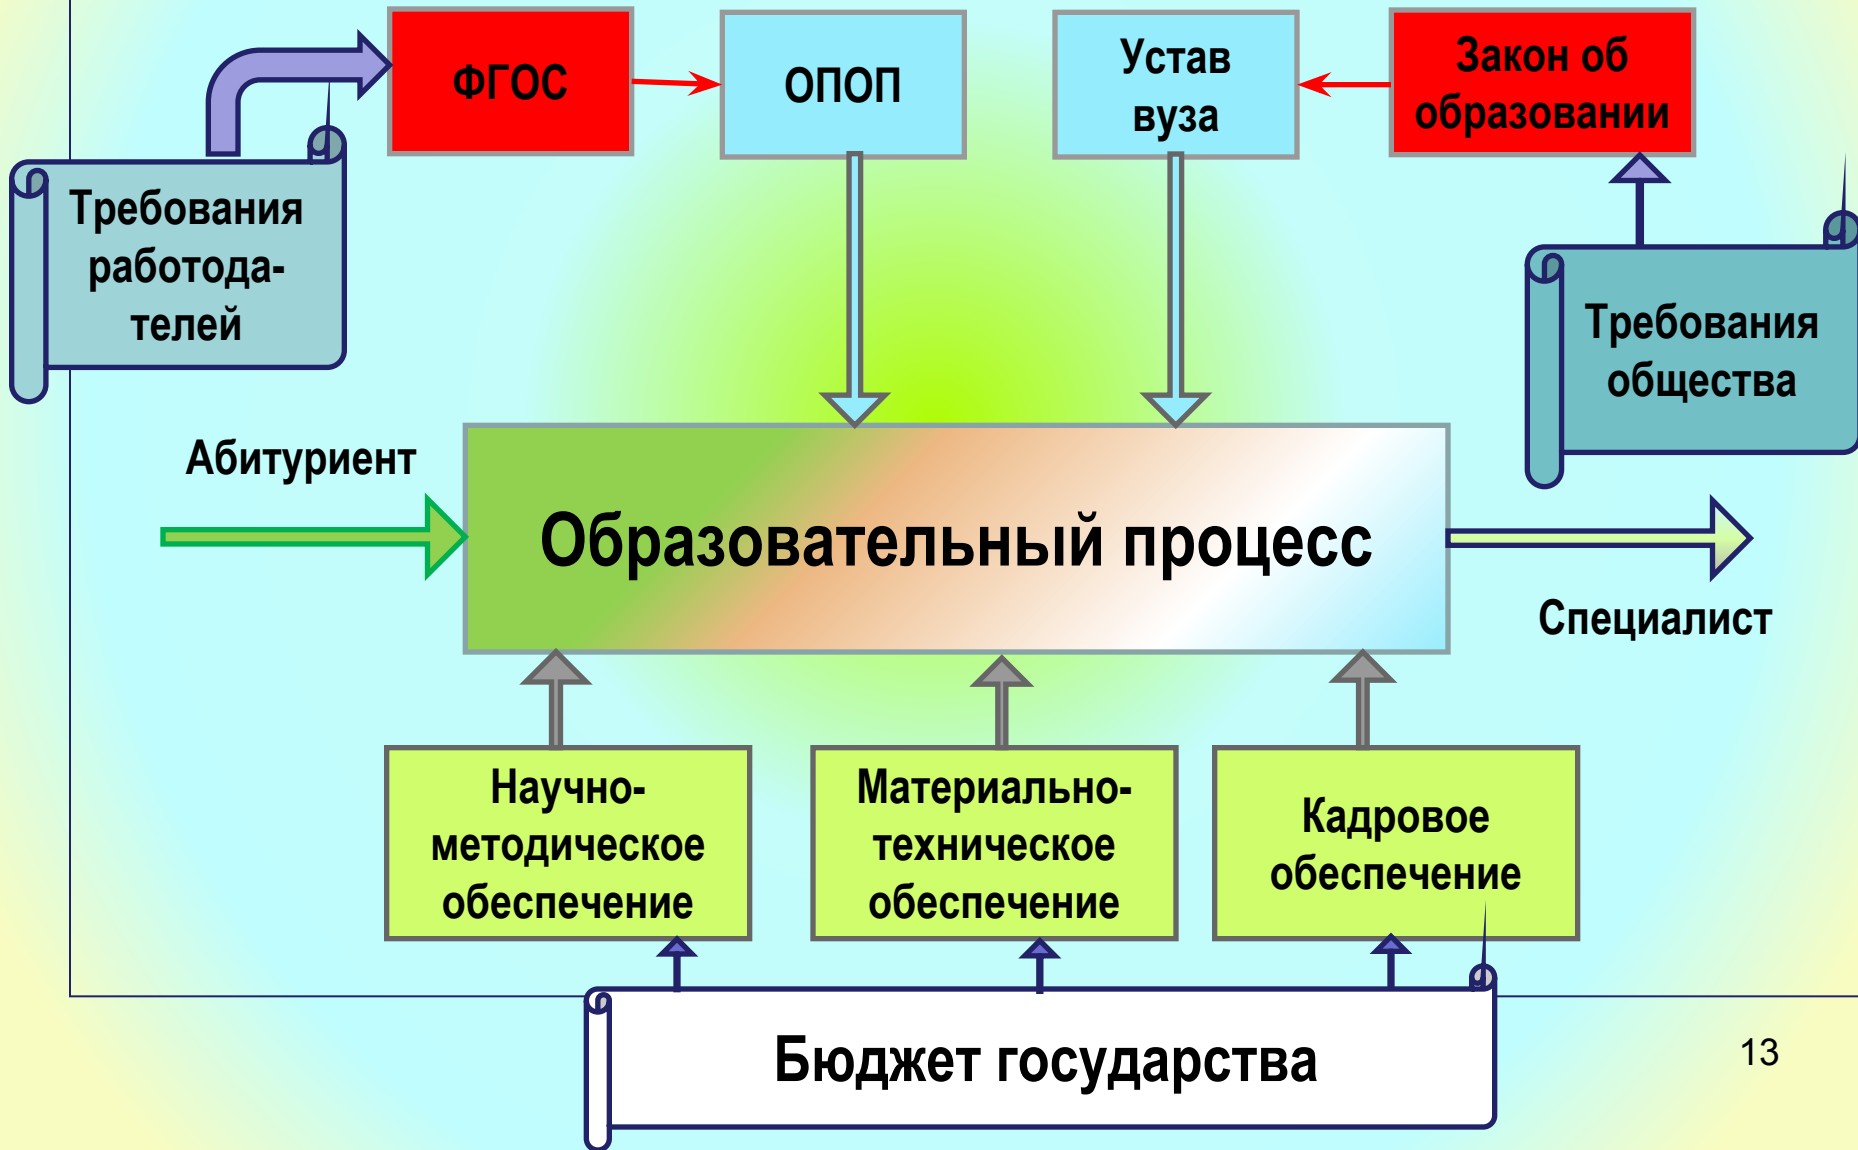 ФГОС
ОПОП
Устав
вуза
Закон об
образовании
Требования
работода-
телей
Требования
общества
Абитуриент
Образовательный процесс
Специалист
Научно-
методическое
обеспечение
Материально-
техническое
обеспечение
Кадровое
обеспечение
Бюджет государства
13